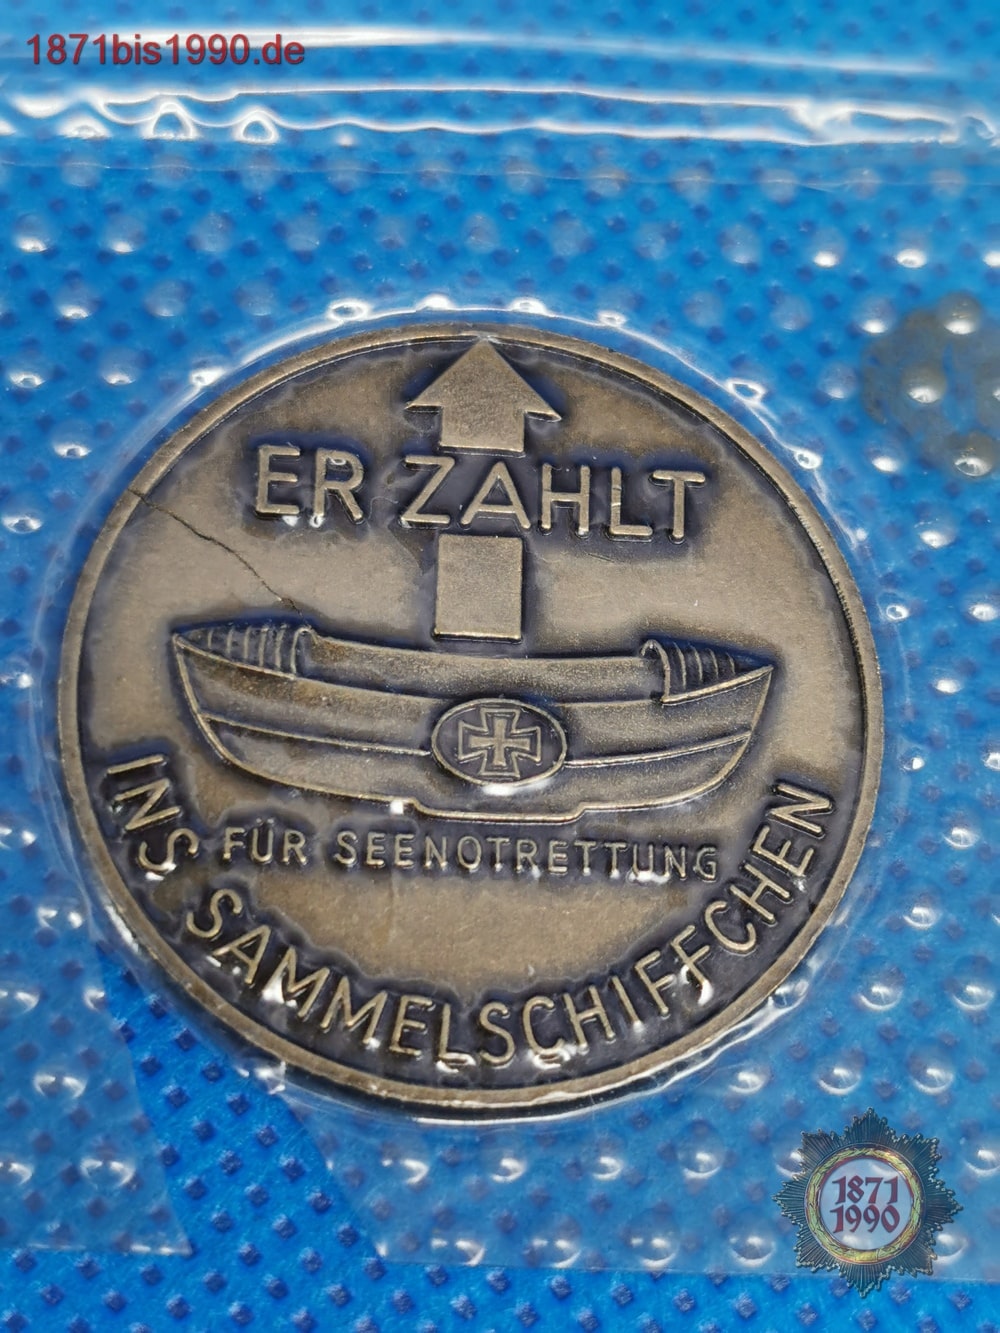 1871bis1990.de
ER ZAHLT
FÜR SEENOTRETTUNG
INS SAMMELSCHIFFCHEN
1871
1990